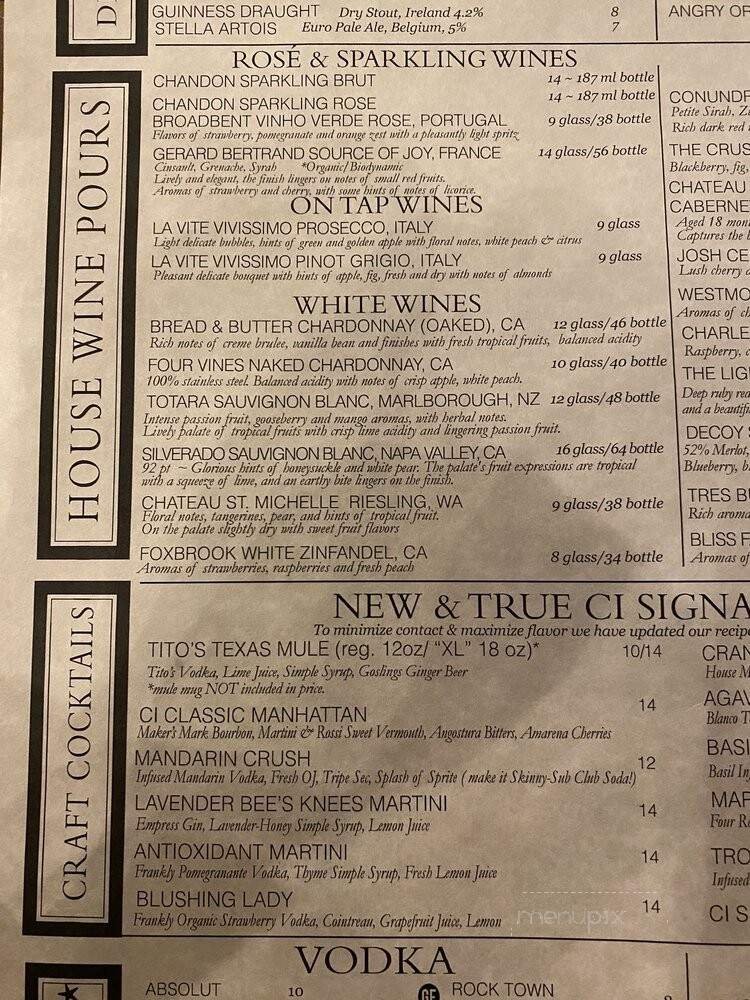 GUINNESS DRAUGHT Dry Stout, Ireland 4.2% 8
STELLA ARTOIS Euro Pale Ale, Belgium, 5% 7
HOUSE WINE POURS
ROSÉ & SPARKLING WINES
CHANDON SPARKLING BRUT 14 ~ 187 ml bottle
CHANDON SPARKLING ROSE 14 ~ 187 ml bottle
BROADBENT VINHO VERDE ROSE, PORTUGAL 9 glass/38 bottle
Flavors of strawberry, pomegranate and orange zest with a pleasantly light spritz
GERARD BERTRAND SOURCE OF JOY, FRANCE 14 glass/56 bottle
Cinsault, Grenache, Syrah *Organic/Biodynamic
Lively and elegant, the finish lingers on notes of small red fruits.
Aromas of strawberry and cherry, with some hints of notes of licorice.
ON TAP WINES
LA VITE VIVISSIMO PROSECCO, ITALY 9 glass
Light delicate bubbles, hints of green and golden apple with floral notes, white peach & citrus
LA VITE VIVISSIMO PINOT GRIGIO, ITALY 9 glass
Pleasant delicate bouquet with hints of apple, fig, fresh and dry with notes of almonds
WHITE WINES
BREAD & BUTTER CHARDONNAY (OAKED), CA 12 glass/46 bottle
Rich notes of creme brulee, vanilla bean and finishes with fresh tropical fruits, balanced acidity
FOUR VINES NAKED CHARDONNAY, CA 10 glass/40 bottle
100% stainless steel. Balanced acidity with notes of crisp apple, white peach.
TOTARA SAUVIGNON BLANC, MARLBOROUGH, NZ 12 glass/48 bottle
Intense passion fruit, gooseberry and mango aromas, with herbal notes.
Lively palate of tropical fruits with crisp lime acidity and lingering passion fruit.
SILVERADO SAUVIGNON BLANC, NAPA VALLEY, CA 16 glass/64 bottle
92 pt ~ Glorious hints of honeysuckle and white pear. The palate's fruit expressions are tropical
with a squeeze of lime, and an earthy bite lingers on the finish.
CHATEAU ST. MICHELLE RIESLING, WA 9 glass/38 bottle
Floral notes, tangerines, pear, and hints of tropical fruit.
On the palate slightly dry with sweet fruit flavors
FOXBROOK WHITE ZINFANDEL, CA 8 glass/34 bottle
Aromas of strawberries, raspberries and fresh peach
ANGRY OR
CONUNDR
Petite Sirah, Z
Rich dark red
THE CRUS
Blackberry, fig,
CHATEAU
CABERNE
Aged 18 mon
Captures the b
JOSH CE
Lush cherry
WESTMO
Aromas of ch
CHARLE
Raspberry, c
THE LIG
Deep ruby re
and a beautif
DECOY
52% Merlot,
Blueberry, b
TRES B
Rich aroma
BLISS F
Aromas of
CRAFT COCKTAILS
NEW & TRUE CI SIGNA
To minimize contact & maximize flavor we have updated our recip
TITO'S TEXAS MULE (reg. 12oz/ "XL" 18 oz)* 10/14
Tito's Vodka, Lime Juice, Simple Syrup, Goslings Ginger Beer
*mule mug NOT included in price.
CI CLASSIC MANHATTAN 14
Maker's Mark Bourbon, Martini & Rossi Sweet Vermouth, Angostura Bitters, Amarena Cherries
MANDARIN CRUSH 12
Infused Mandarin Vodka, Fresh OJ, Tripe Sec, Splash of Sprite (make it Skinny-Sub Club Soda!)
LAVENDER BEE'S KNEES MARTINI 14
Empress Gin, Lavender-Honey Simple Syrup, Lemon Juice
ANTIOXIDANT MARTINI 14
Frankly Pomegranante Vodka, Thyme Simple Syrup, Fresh Lemon Juice
BLUSHING LADY 14
Frankly Organic Strawberry Vodka, Cointreau, Grapefruit Juice, Lemon
CRAN
House M
AGAV
Blanco T
BASI
Basil In
MAR
Four R
TRO
Infused
CI S
menupix
VODKA
ABSOLUT 10
GF ROCK TOWN